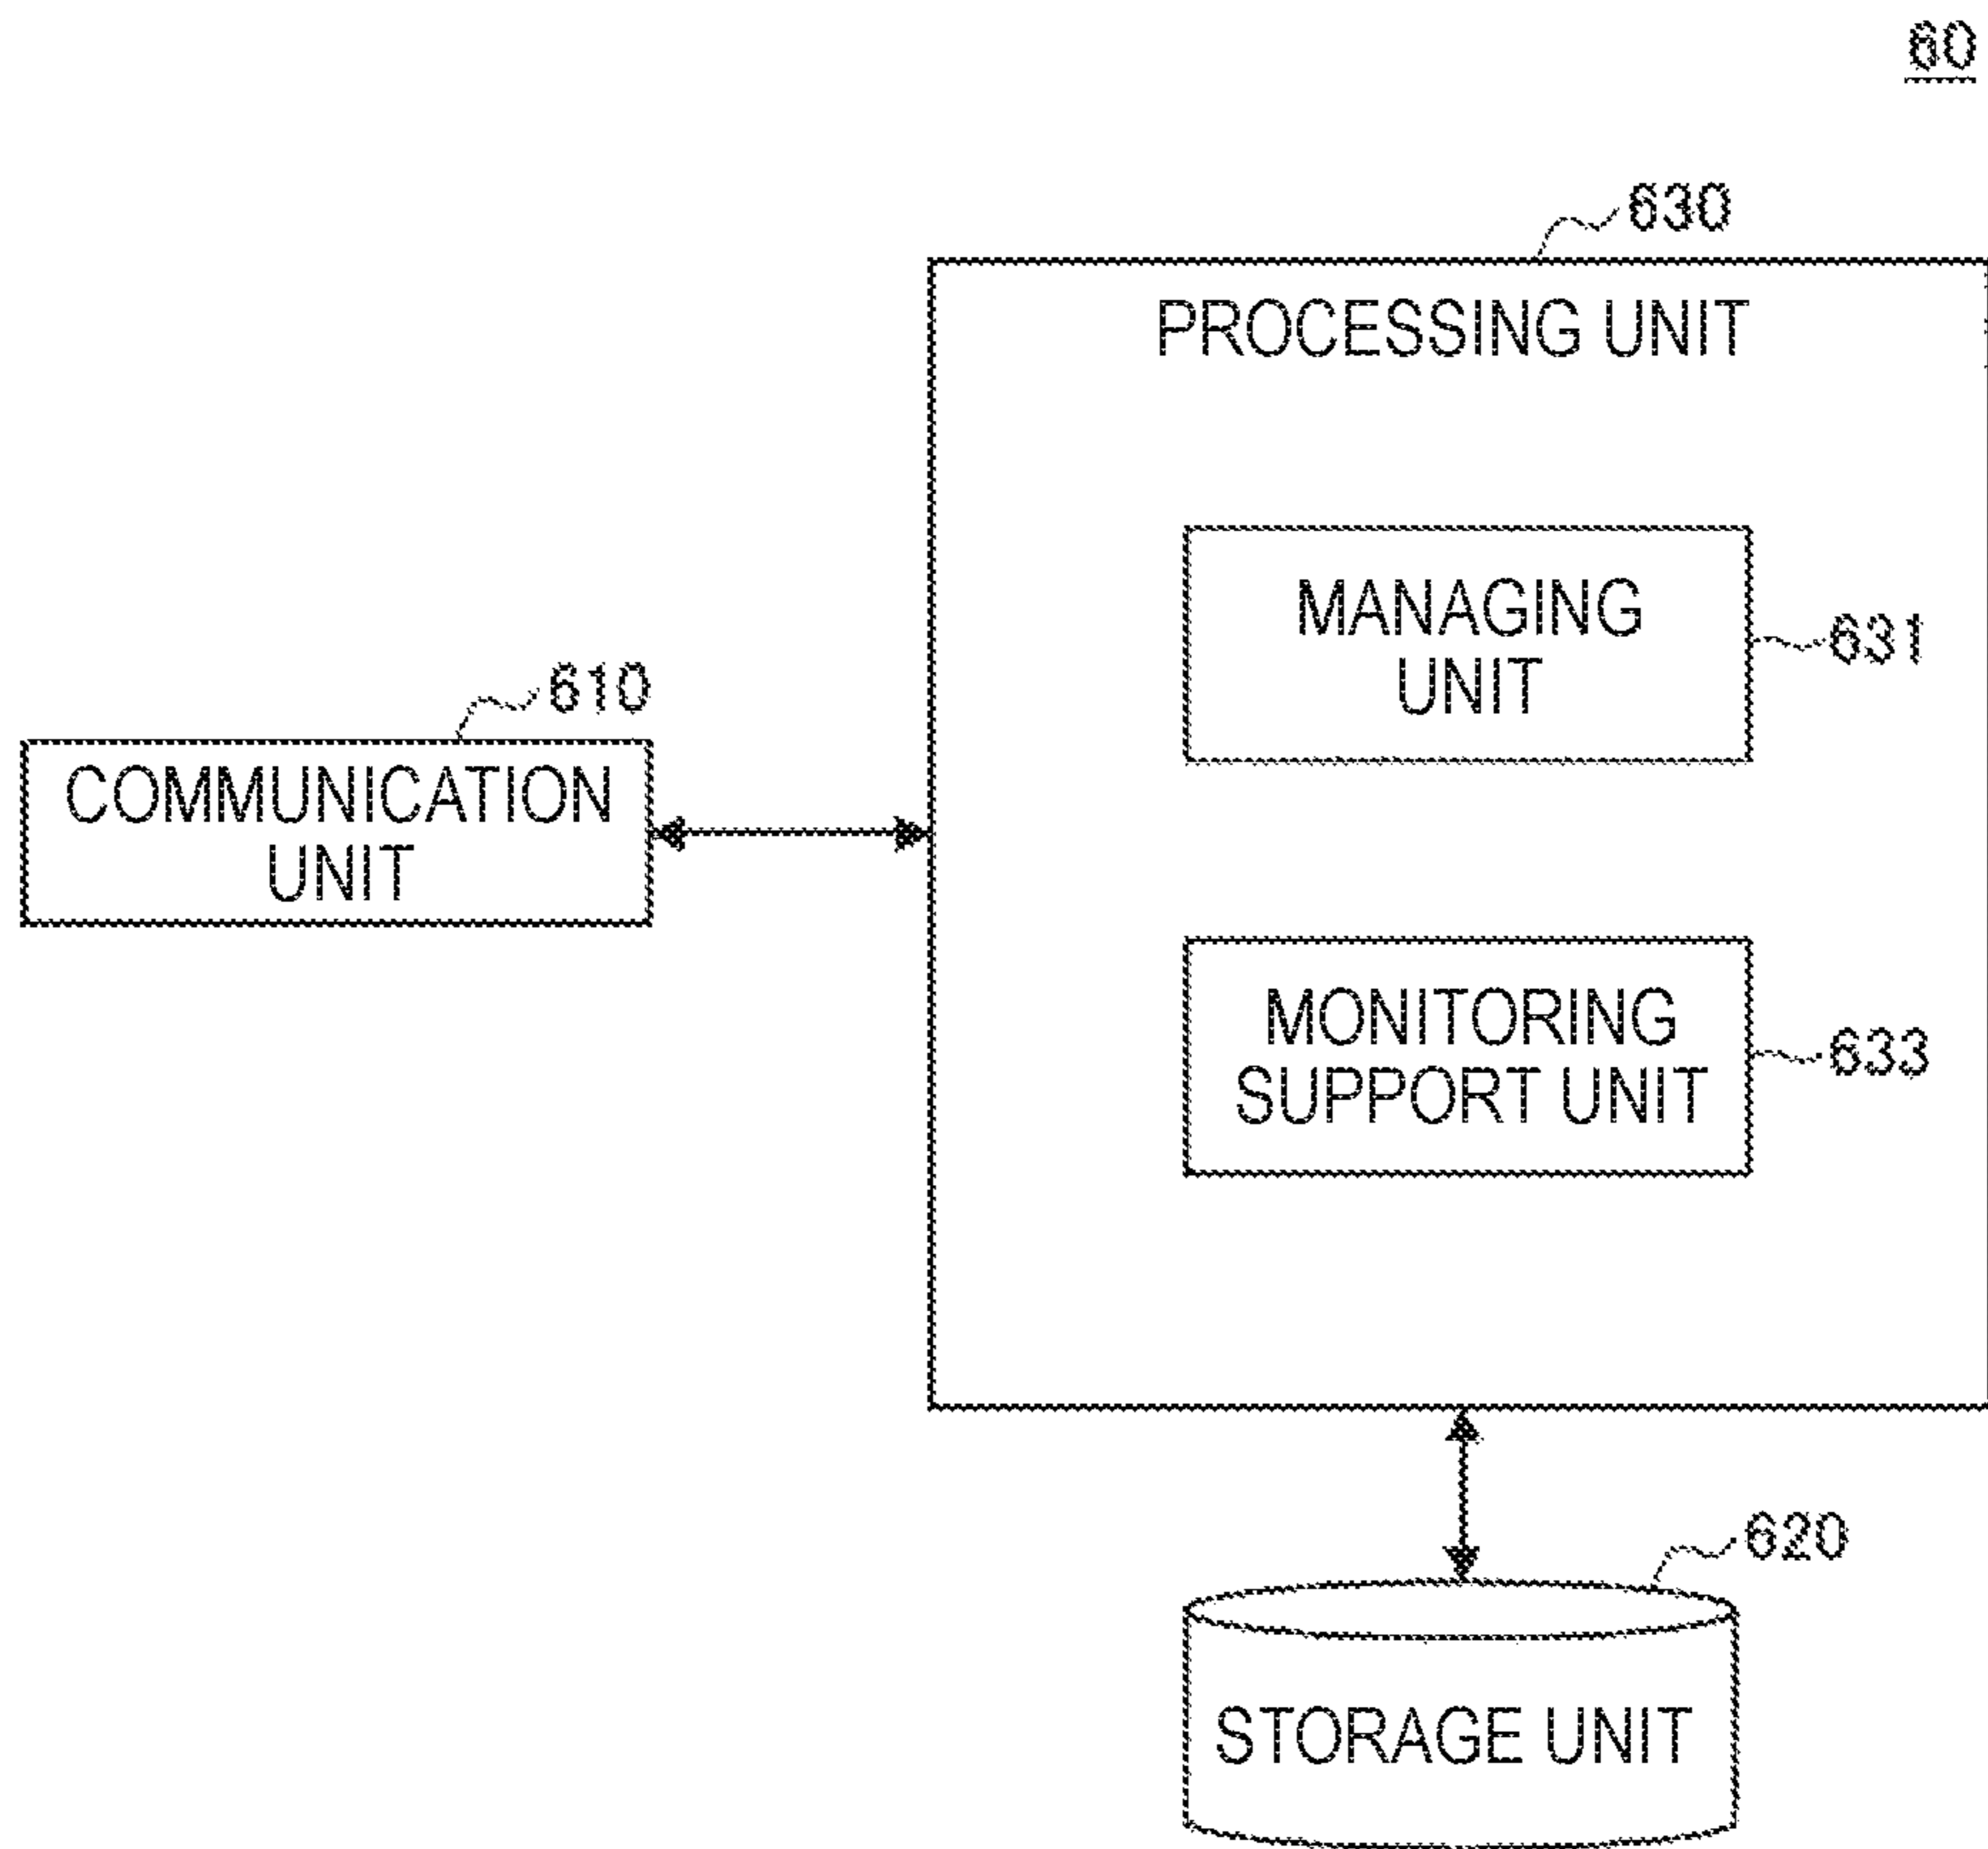 60
630
PROCESSING UNIT
MANAGING
UNIT
631
610
COMMUNICATION
UNIT
MONITORING
SUPPORT UNIT
633
620
STORAGE UNIT